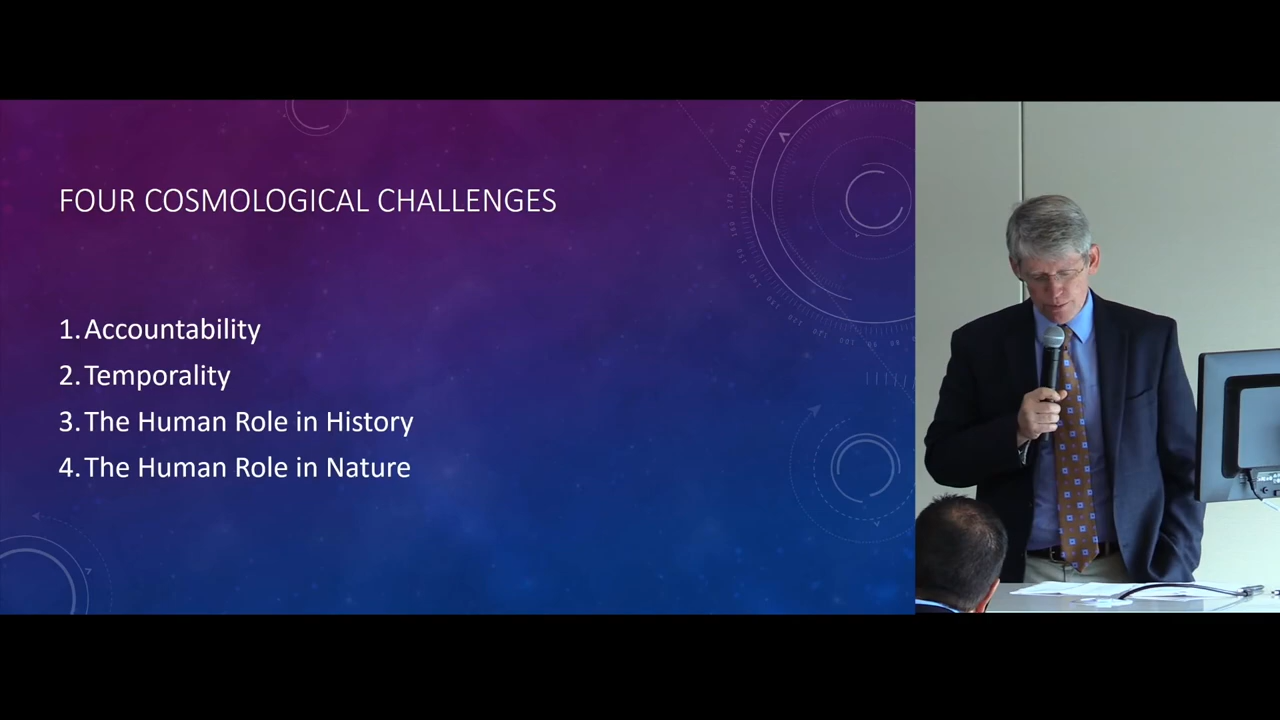 FOUR COSMOLOGICAL CHALLENGES
1. Accountability
2. Temporality
3. The Human Role in History
4. The Human Role in Nature